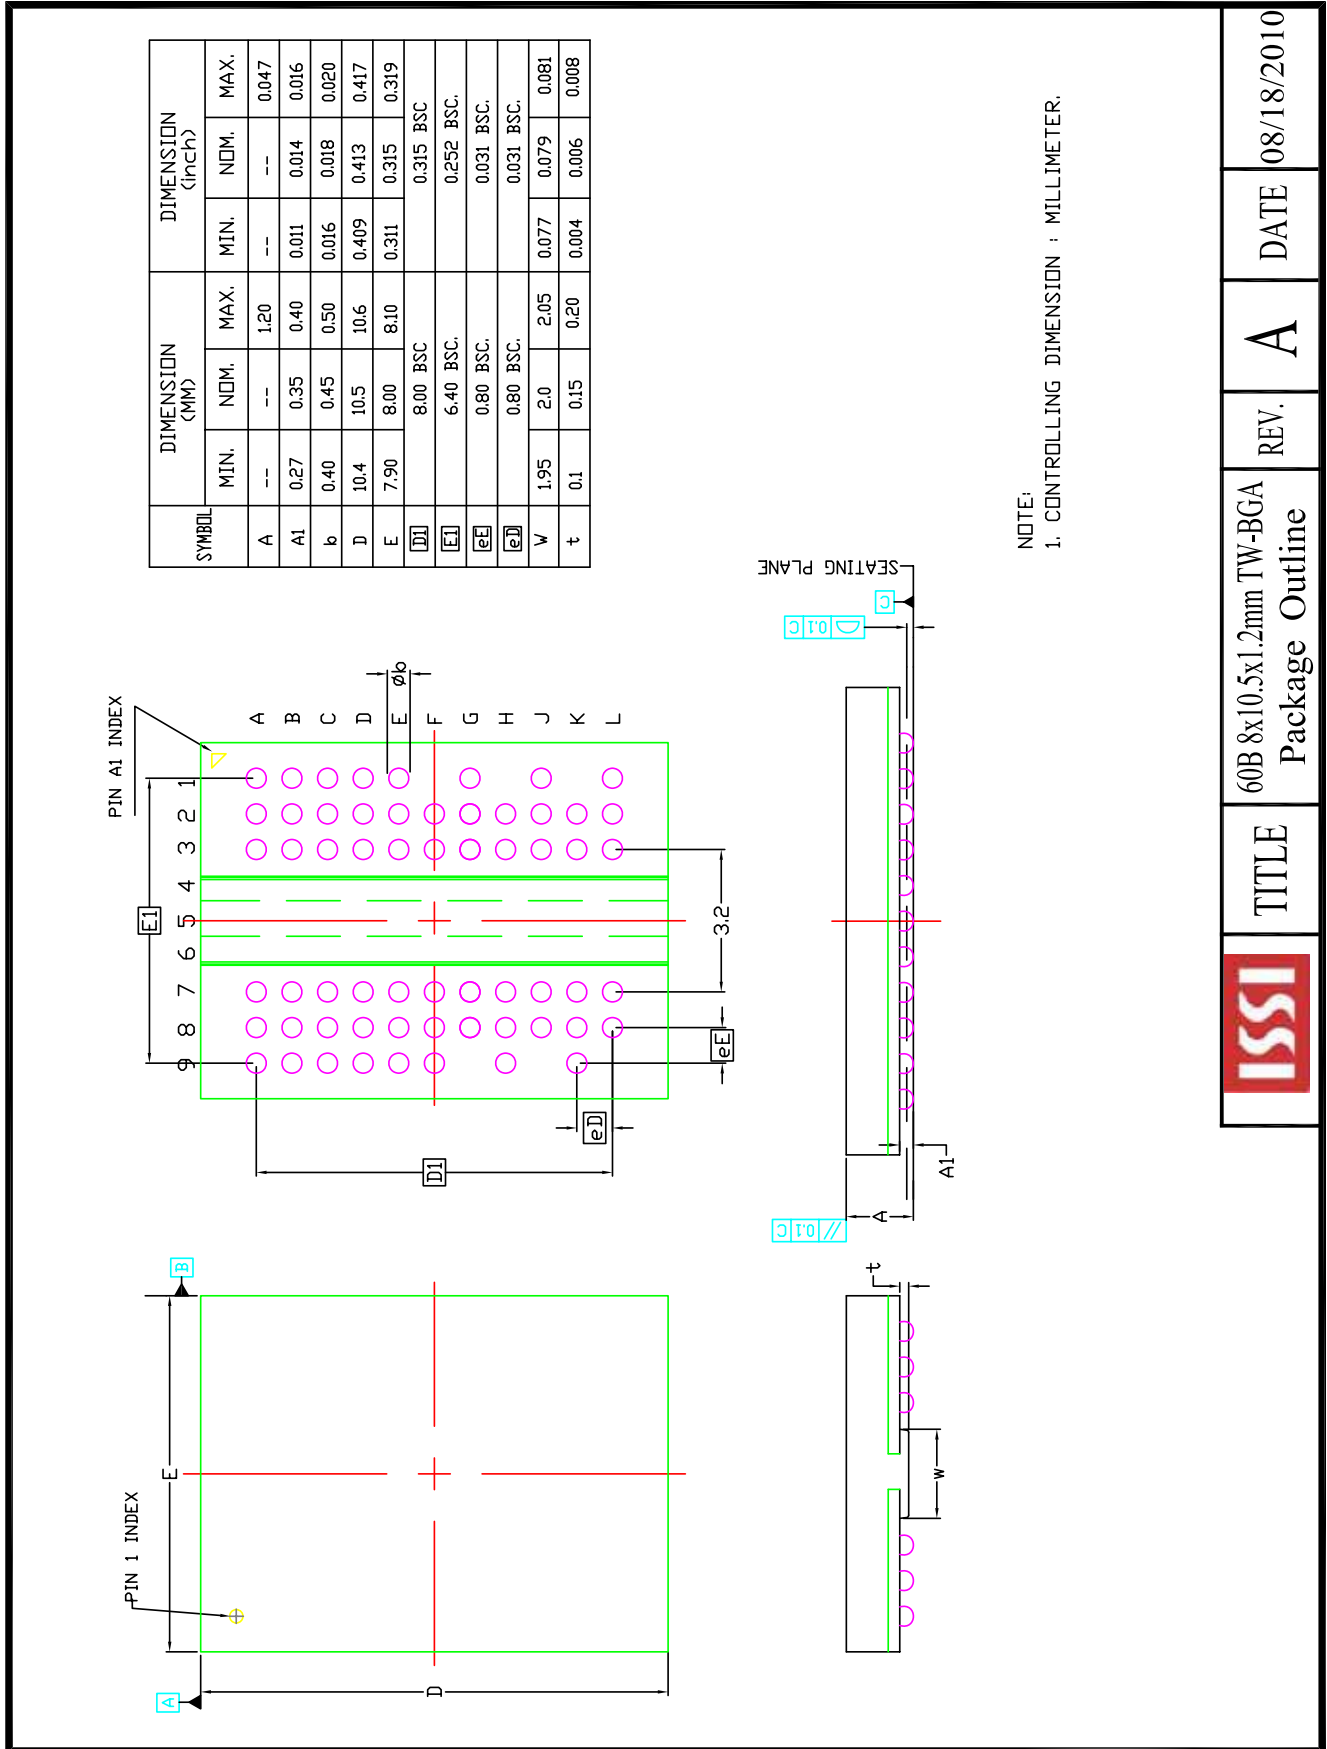 PIN 1 INDEX
E
A
B
D
PIN A1 INDEX
E1
9 8 7 6 5 4 3 2 1
A
B
C
D
E
F
G
H
J
K
L
Øb
D1
eD
eE
3.2
SYMBOL DIMENSION (MM) DIMENSION (inch)
MIN. NOM. MAX. MIN. NOM. MAX.
A -- -- 1.20 -- -- 0.047
A1 0.27 0.35 0.40 0.011 0.014 0.016
b 0.40 0.45 0.50 0.016 0.018 0.020
D 10.4 10.5 10.6 0.409 0.413 0.417
E 7.90 8.00 8.10 0.311 0.315 0.319
D1 8.00 BSC 0.315 BSC
E1 6.40 BSC. 0.252 BSC.
eE 0.80 BSC. 0.031 BSC.
eD 0.80 BSC. 0.031 BSC.
W 1.95 2.0 2.05 0.077 0.079 0.081
t 0.1 0.15 0.20 0.004 0.006 0.008
t
w
// 0.1 C
A
A1
0.1 C
C
SEATING PLANE
NOTE:
1. CONTROLLING DIMENSION : MILLIMETER.
ISSI
TITLE
60B 8x10.5x1.2mm TW-BGA
Package Outline
REV.
A
DATE
08/18/2010